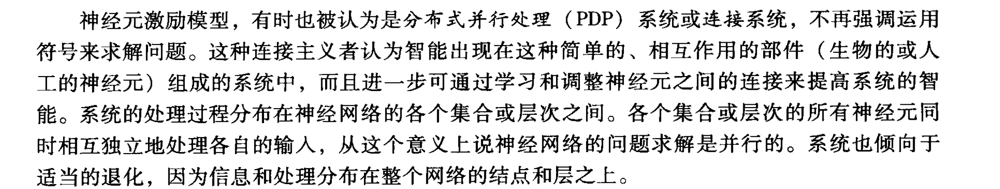 神经元激励模型，有时也被认为是分布式并行处理（PDP）系统或连接系统，不再强调运用
符号来求解问题。这种连接主义者认为智能出现在这种简单的、相互作用的部件（生物的或人
工的神经元）组成的系统中，而且进一步可通过学习和调整神经元之间的连接来提高系统的智
能。系统的处理过程分布在神经网络的各个集合或层次之间。各个集合或层次的所有神经元同
时相互独立地处理各自的输入，从这个意义上说神经网络的问题求解是并行的。系统也倾向于
适当的退化，因为信息和处理分布在整个网络的结点和层之上。